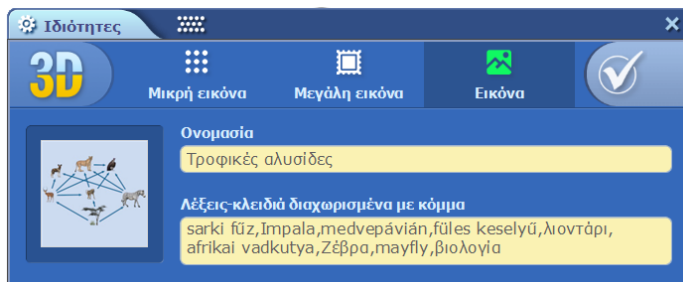 Ιδιότητες
3D
Μικρή εικόνα
Μεγάλη εικόνα
Εικόνα
Ονομασία
Τροφικές αλυσίδες
Λέξεις-κλειδιά διαχωρισμένα με κόμμα
sarki fűz,Impala,medvepávián,füles keselyű,λιοντάρι,
afrikai vadkutya,Ζέβρα,mayfly,βιολογία